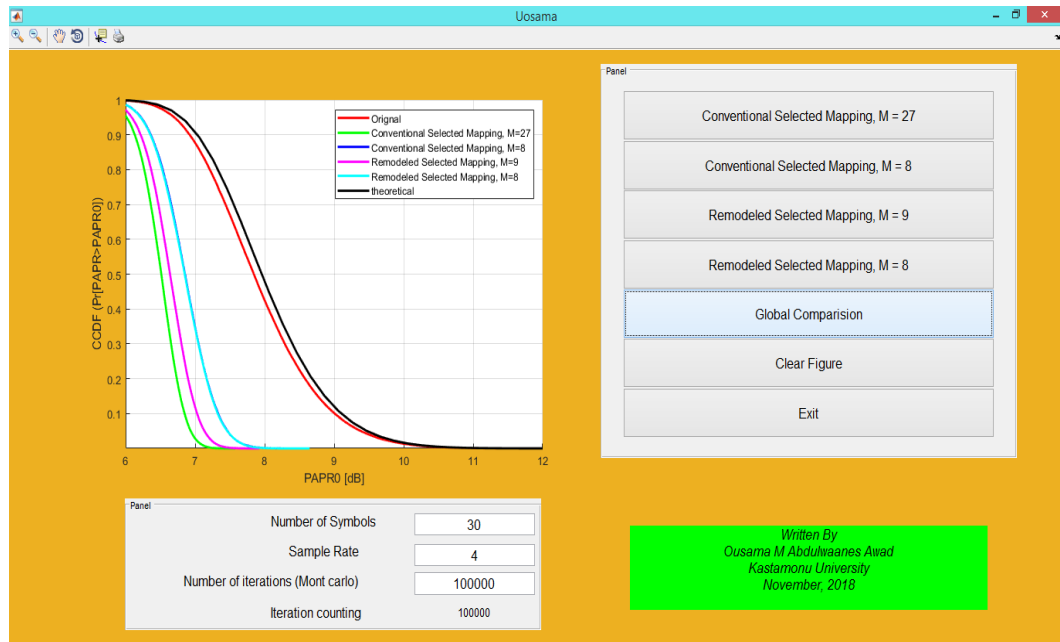 Uosama
Orignal
Conventional Selected Mapping, M=27
Conventional Selected Mapping, M=8
Remodeled Selected Mapping, M=9
Remodeled Selected Mapping, M=8
theoretical
CCDF (Pr[PAPR>PAPR0])
1
0.9
0.8
0.7
0.6
0.5
0.4
0.3
0.2
0.1
6 7 8 9 10 11 12
PAPR0 [dB]
Panel
Conventional Selected Mapping, M = 27
Conventional Selected Mapping, M = 8
Remodeled Selected Mapping, M = 9
Remodeled Selected Mapping, M = 8
Global Comparision
Clear Figure
Exit
Panel
Number of Symbols 30
Sample Rate 4
Number of iterations (Mont carlo) 100000
Iteration counting 100000
Written By
Ousama M Abdulwaanes Awad
Kastamonu University
November, 2018